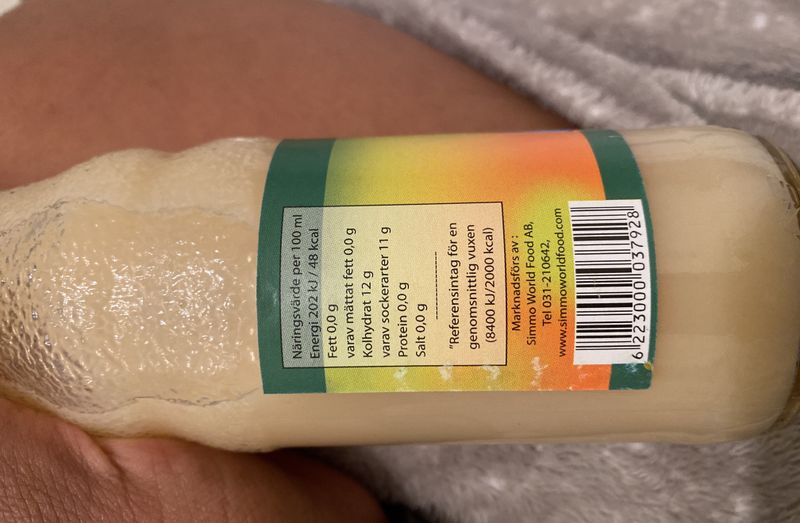 Näringsvärde per 100 ml
Energi 202 kJ / 48 kcal
Fett 0,0 g
varav mättat fett 0,0 g
Kolhydrat 12 g
varav sockerarter 11 g
Protein 0,0 g
Salt 0,0 g
"Referensintag för en
genomsnittlig vuxen
(8400 kJ/2000 kcal)
Marknadsförs av :
Simmo World Food AB,
Tel 031-210642,
www.simmoworldfood.com
6 223000 037928